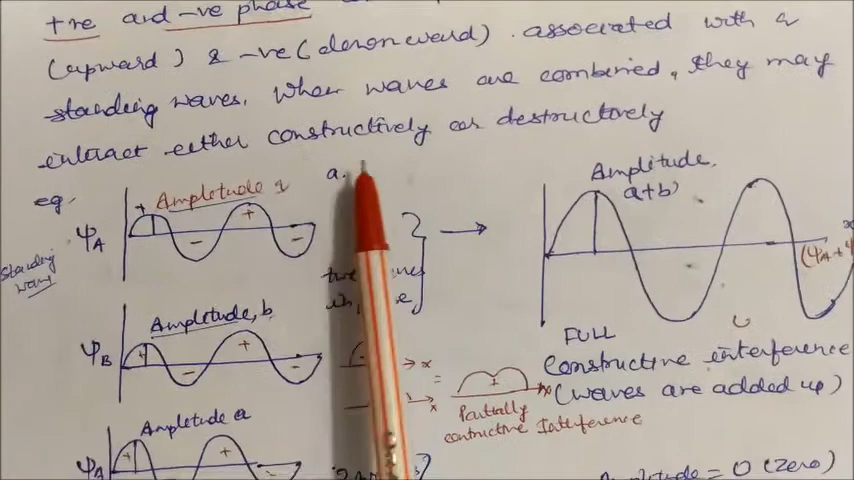 +re and -ve phase
(upward) & -ve (downward). associated with a
standing waves. When waves are combined, they may
interact either constructively or destructively
eg. a.
Amplitude
ΨA + - + -
Standing wave
Amplitude, b
ΨB + - + -
Amplitude a
ΨA + +
→ x
→ x
=
Partially
constructive Interference
Amplitude,
a+b
FULL
Constructive interference
(waves are added up)
Amplitude = 0 (zero)